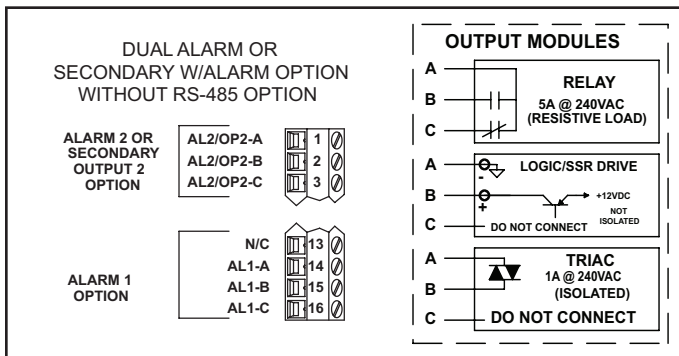 DUAL ALARM OR
SECONDARY W/ALARM OPTION
WITHOUT RS-485 OPTION
ALARM 2 OR
SECONDARY
OUTPUT 2
OPTION
AL2/OP2-A 1
AL2/OP2-B 2
AL2/OP2-C 3
ALARM 1
OPTION
N/C 13
AL1-A 14
AL1-B 15
AL1-C 16
OUTPUT MODULES
A
B
C
RELAY
5A @ 240VAC
(RESISTIVE LOAD)
A
B
C
LOGIC/SSR DRIVE
-
+
+12VDC
NOT
ISOLATED
DO NOT CONNECT
A
B
C
TRIAC
1A @ 240VAC
(ISOLATED)
DO NOT CONNECT